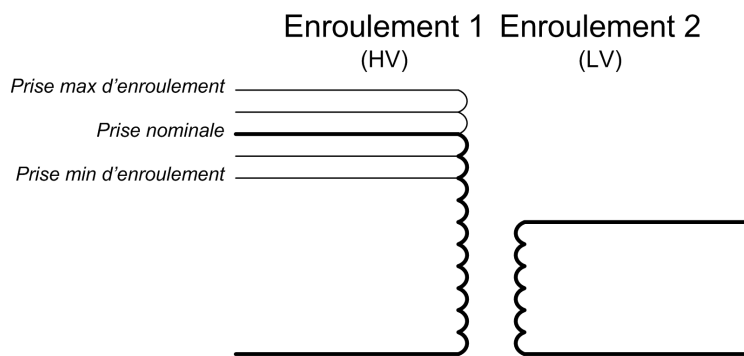 Enroulement 1 Enroulement 2
(HV) (LV)
Prise max d'enroulement
Prise nominale
Prise min d'enroulement